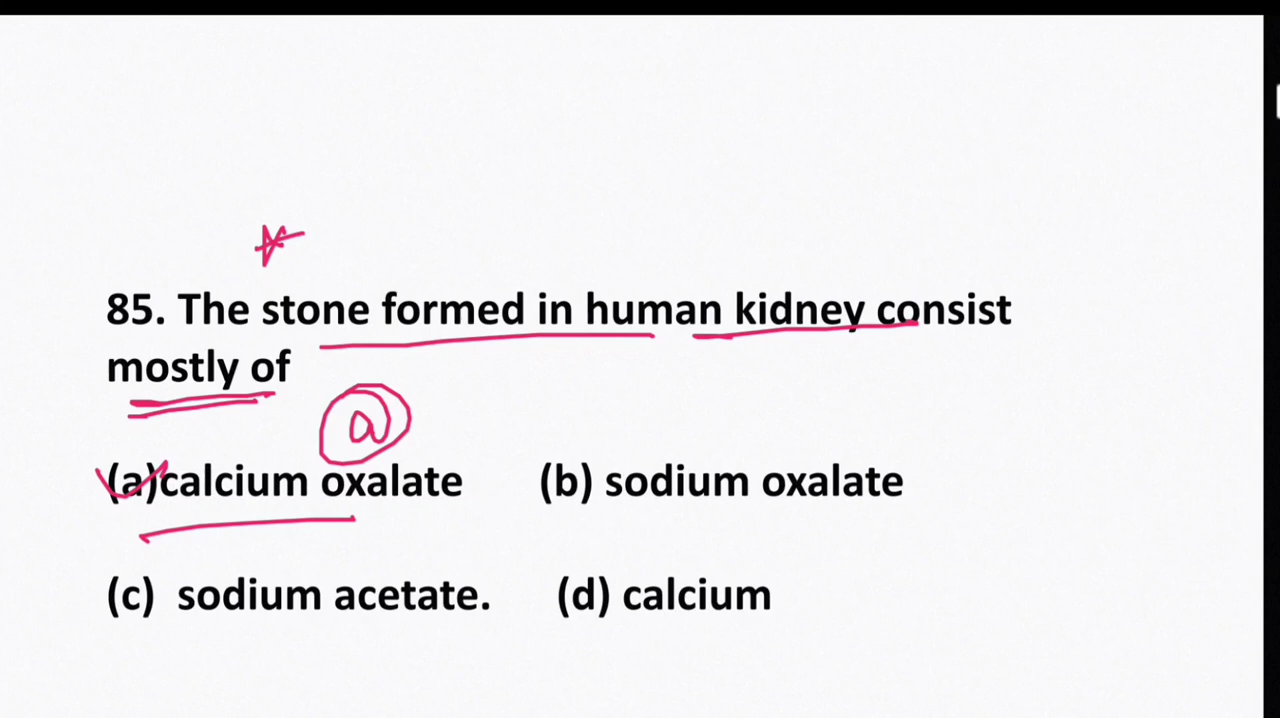 85. The stone formed in human kidney consist
mostly of
a
(a)calcium oxalate (b) sodium oxalate
(c) sodium acetate. (d) calcium